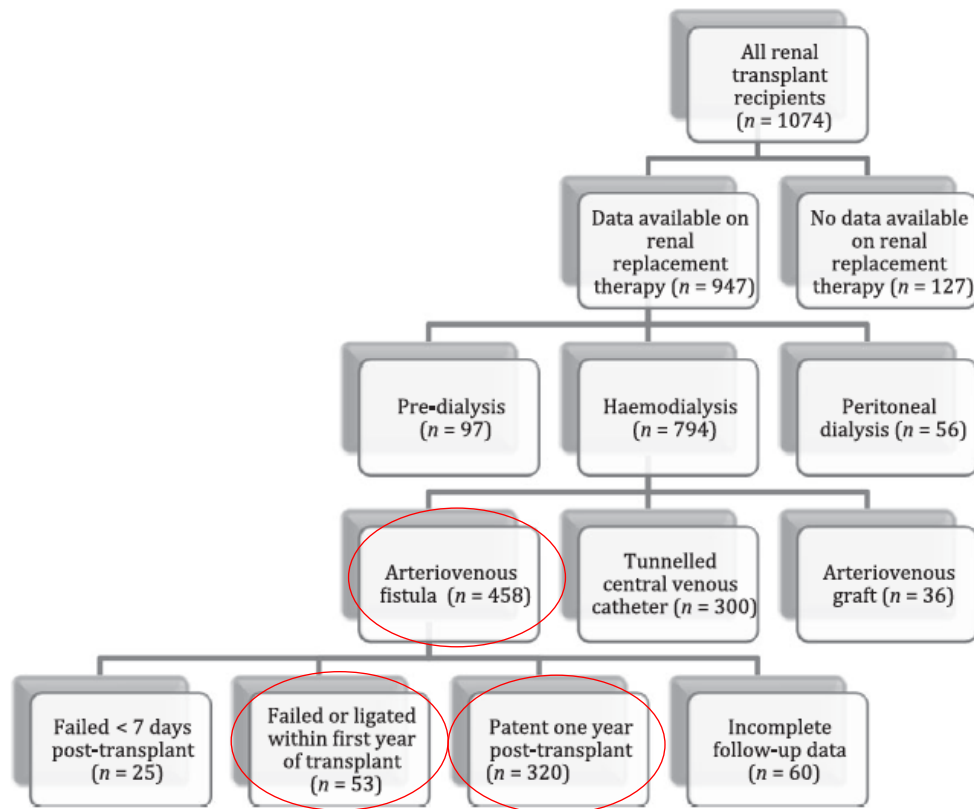 All renal
transplant
recipients
(n = 1074)
Data available on
renal
replacement
therapy (n = 947)
No data available
on renal
replacement
therapy (n = 127)
Pre-dialysis
(n = 97)
Haemodialysis
(n = 794)
Peritoneal
dialysis (n = 56)
Arteriovenous
fistula (n = 458)
Tunnelled
central venous
catheter (n = 300)
Arteriovenous
graft (n = 36)
Failed < 7 days
post-transplant
(n = 25)
Failed or ligated
within first year
of transplant
(n = 53)
Patent one year
post-transplant
(n = 320)
Incomplete
follow-up data
(n = 60)